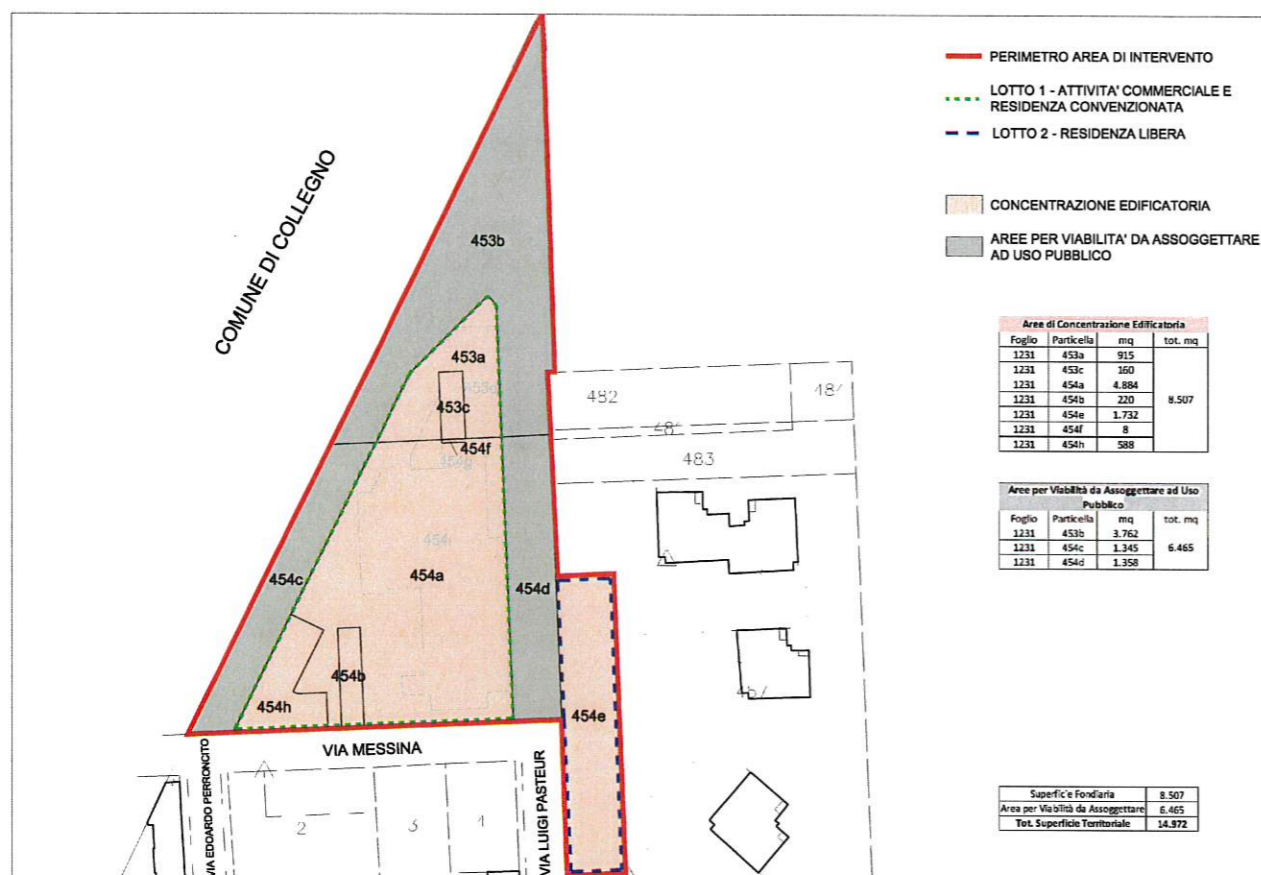 PERIMETRO AREA DI INTERVENTO
LOTTO 1 - ATTIVITA' COMMERCIALE E
RESIDENZA CONVENZIONATA
LOTTO 2 - RESIDENZA LIBERA
CONCENTRAZIONE EDIFICATORIA
AREE PER VIABILITA' DA ASSOGGETTARE
AD USO PUBBLICO
COMUNE DI COLLEGNO
453b
453a
453c
454f
482
483
454c
454a
454d
454b
454h
454e
VIA MESSINA
VIA EDOARDO PERRONCITO
VIA LUIGI PASTEUR
2
3
1
Aree di Concentrazione Edificatoria
Foglio Particella mq tot. mq
1231 453a 915
1231 453c 160
1231 454a 4.884
1231 454b 220 8.507
1231 454e 1.732
1231 454f 8
1231 454h 588
Aree per Viabilità da Assoggettare ad Uso
Pubblico
Foglio Particella mq tot. mq
1231 453b 3.762
1231 454c 1.345 6.465
1231 454d 1.358
Superficie Fondiaria 8.507
Area per Viabilità da Assoggettare 6.465
Tot. Superficie Territoriale 14.972